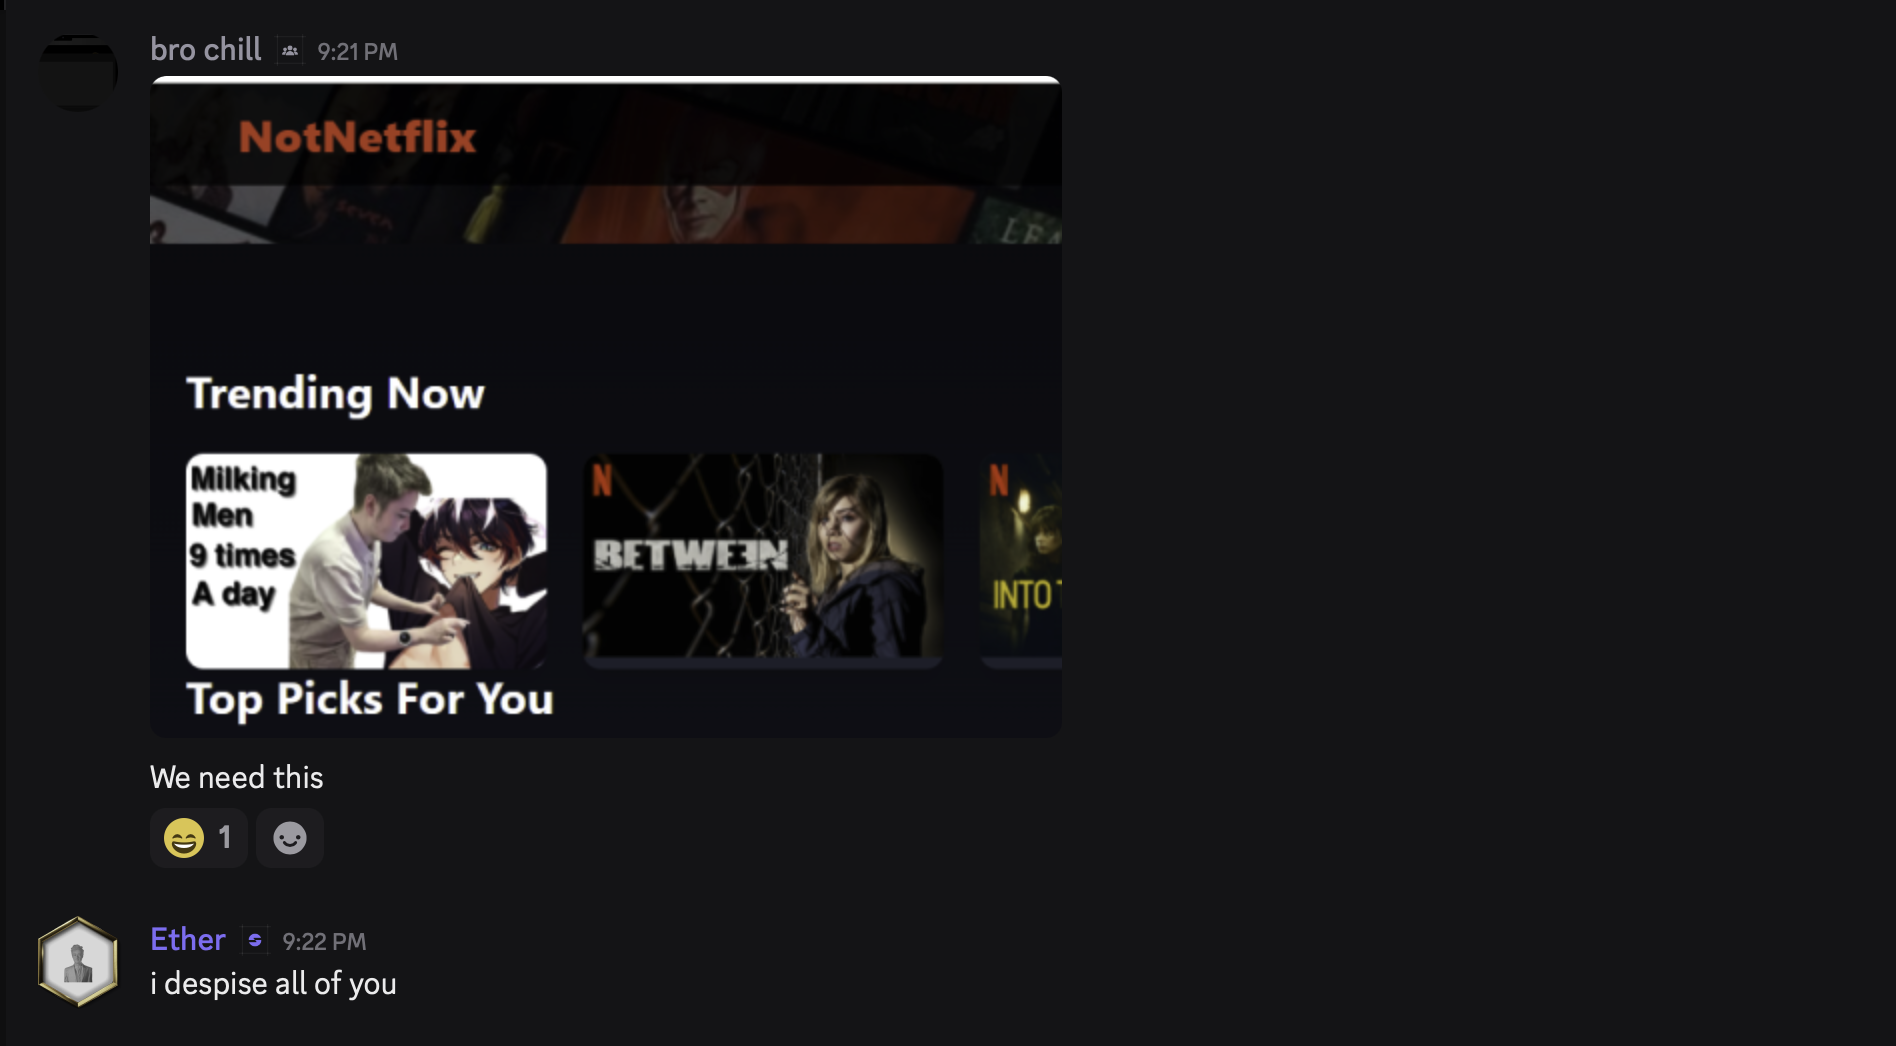 bro chill 9:21 PM
NotNetflix
seven
Trending Now
Milking
Men
9 times
A day
N
BETWEEN
N
INTO T
Top Picks For You
We need this
1
Ether 9:22 PM
i despise all of you